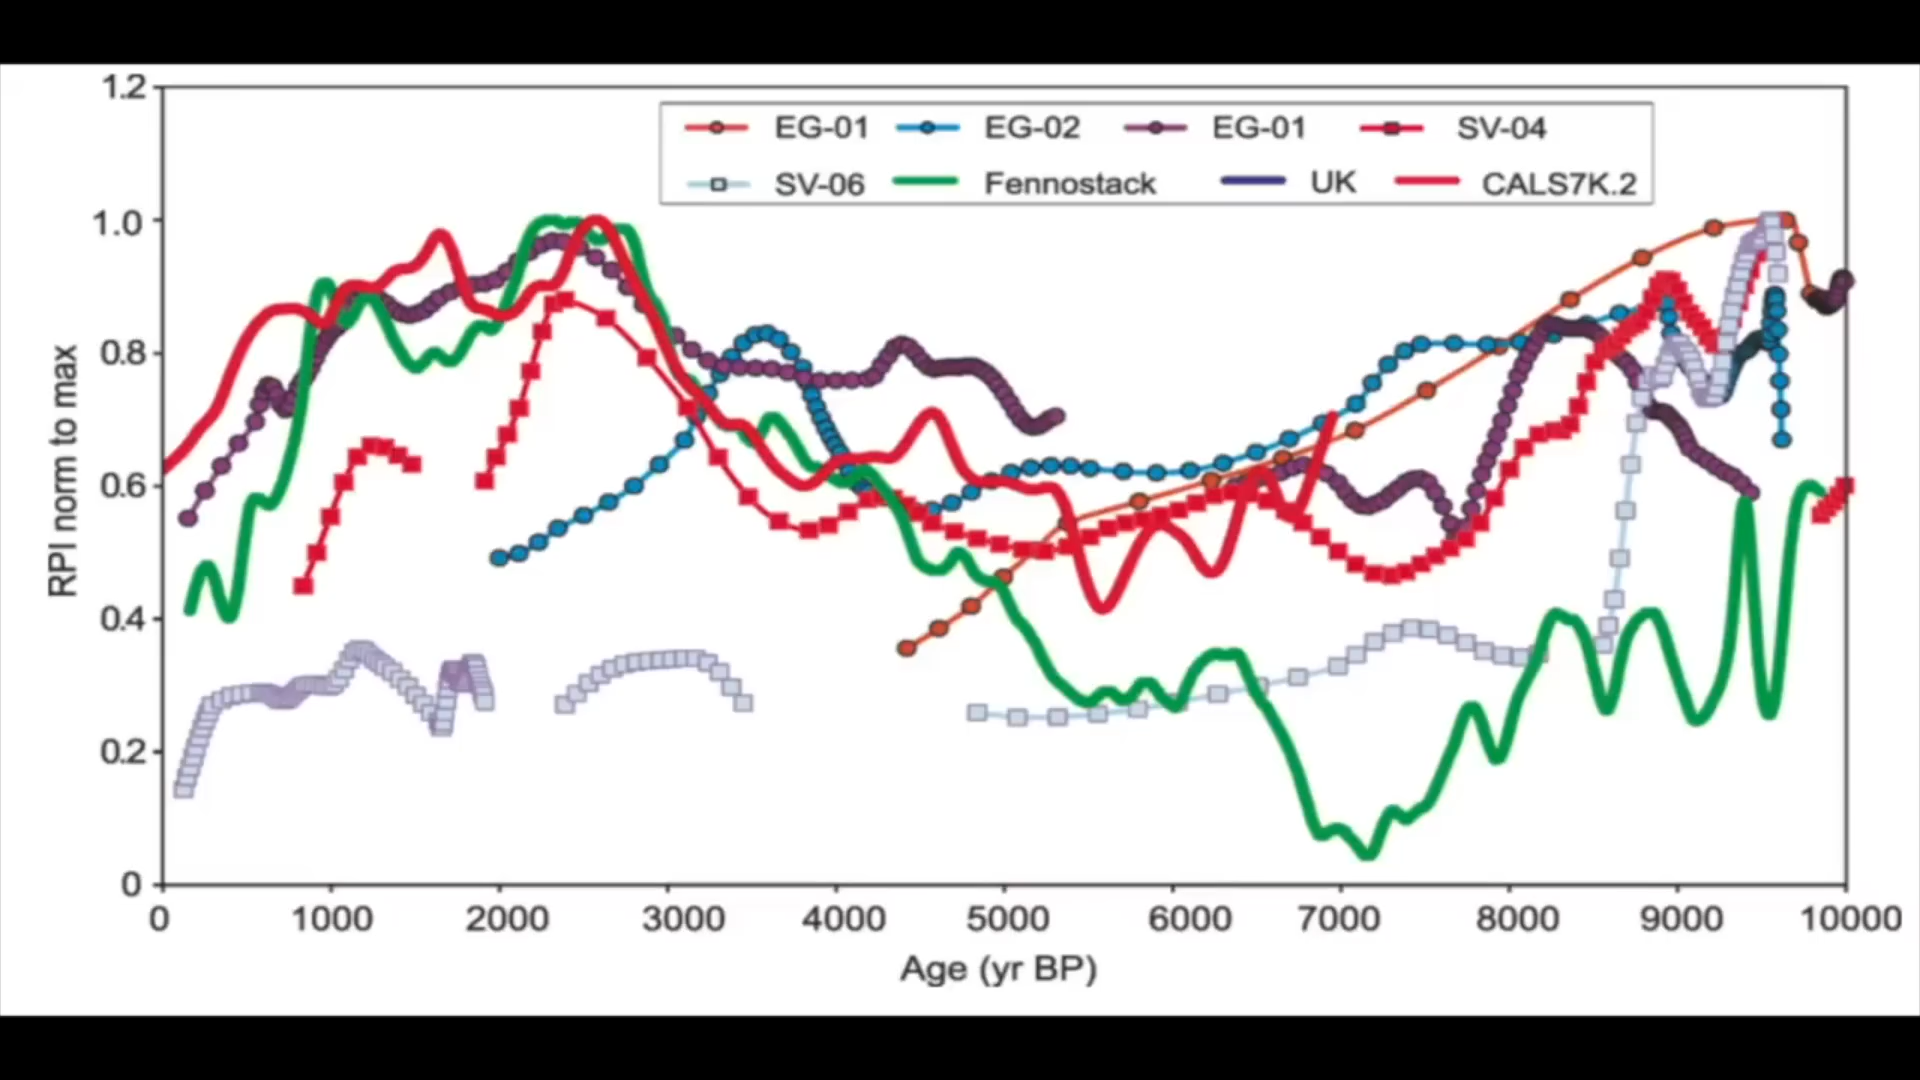 1.2
1.0
0.8
0.6
0.4
0.2
0
RPI norm to max
EG-01 EG-02 EG-01 SV-04
SV-06 Fennostack UK CALS7K.2
0 1000 2000 3000 4000 5000 6000 7000 8000 9000 10000
Age (yr BP)